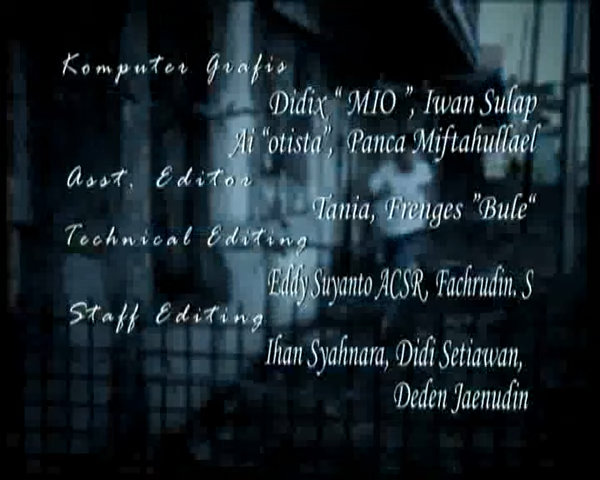 Komputer Grafis
Didix “ MIO ”, Iwan Sulap
Ai “otista”, Panca Miftahullael
Asst. Editor
Tania, Frenges ”Bule“
Technical Editing
Eddy Suyanto ACSR, Fachrudin. S
Staff Editing
Ihan Syahnara, Didi Setiawan,
Deden Jaenudin